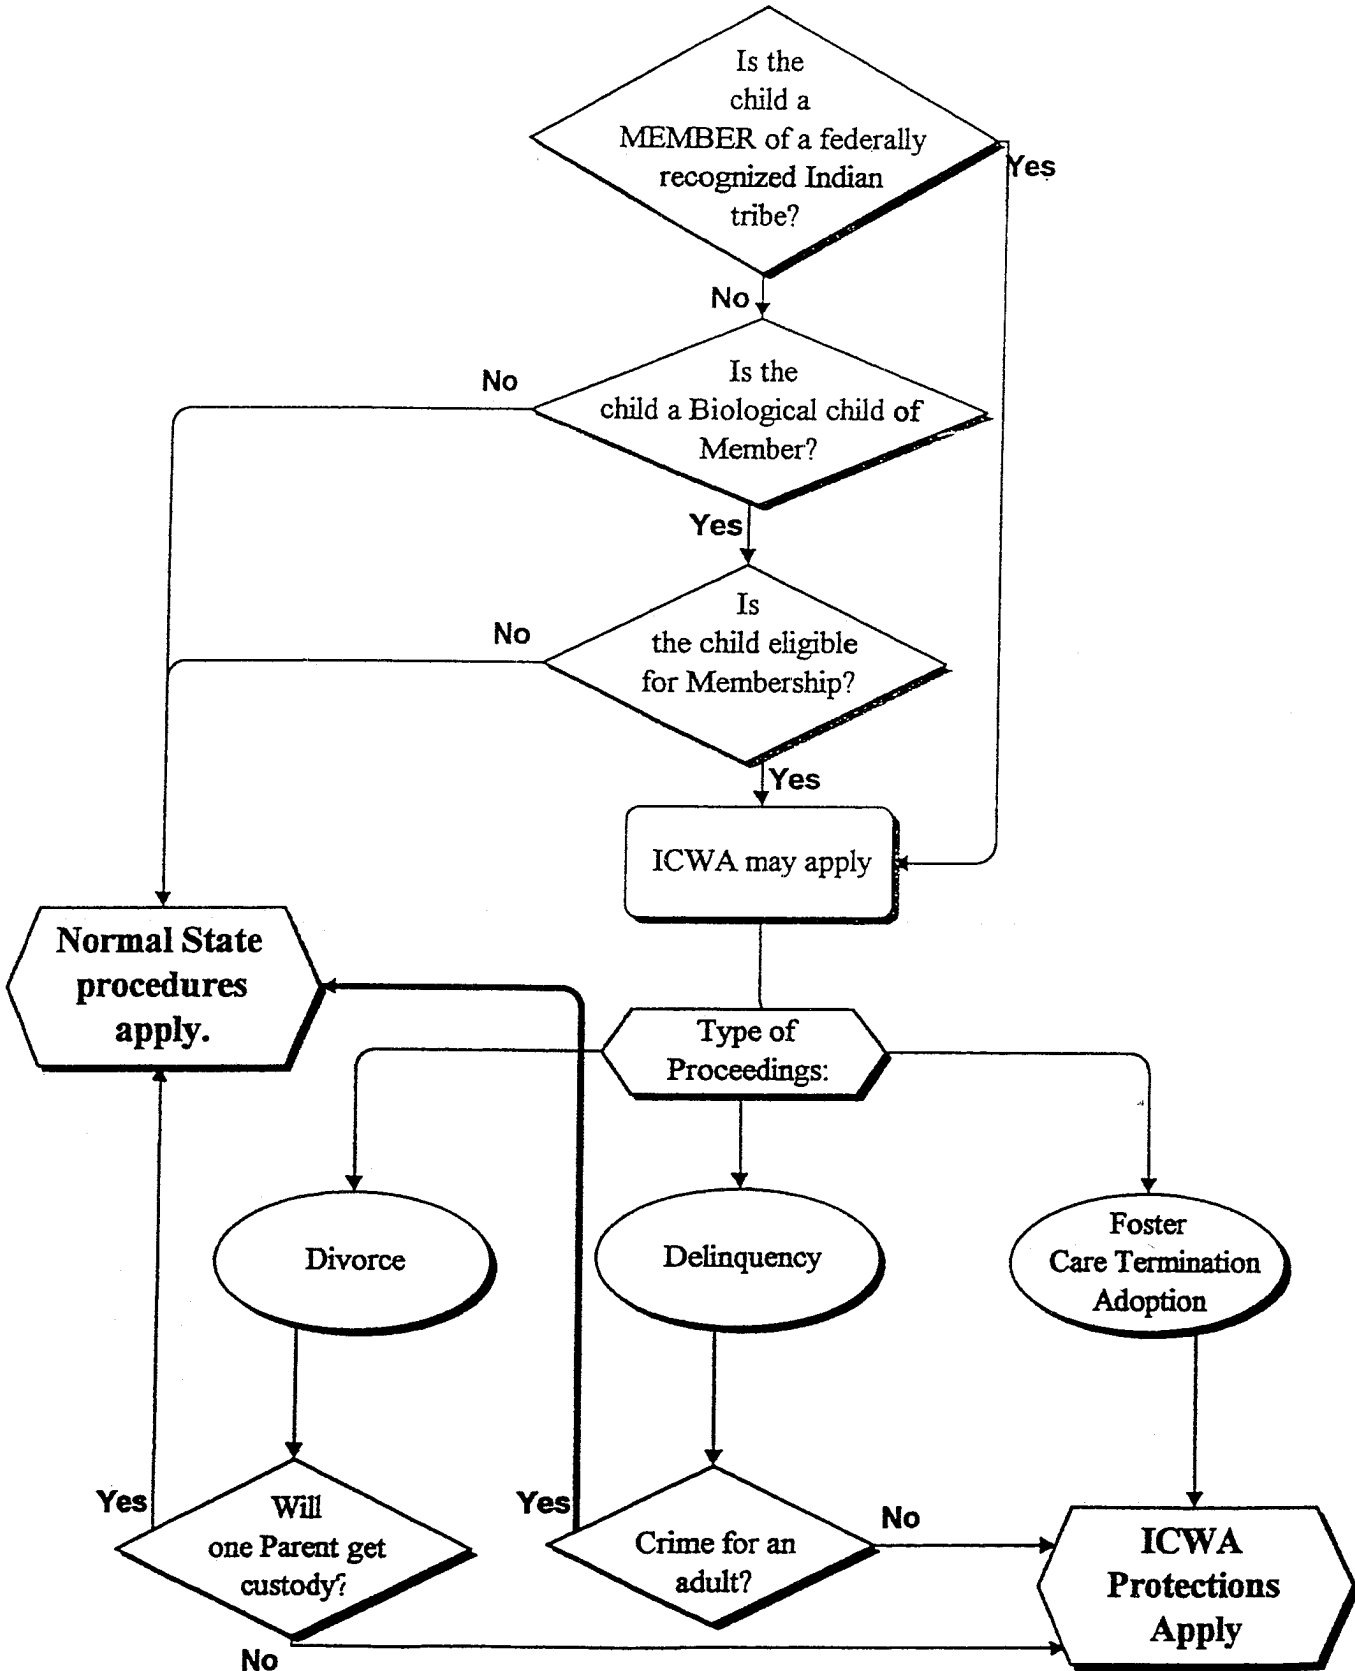 Is the
child a
MEMBER of a federally
recognized Indian
tribe?
Yes
No
Is the
child a Biological child of
Member?
No
Yes
Is
the child eligible
for Membership?
No
Yes
ICWA may apply
Normal State
procedures
apply.
Type of
Proceedings:
Divorce
Delinquency
Foster
Care Termination
Adoption
Yes
Will
one Parent get
custody?
No
Yes
Crime for an
adult?
No
ICWA
Protections
Apply